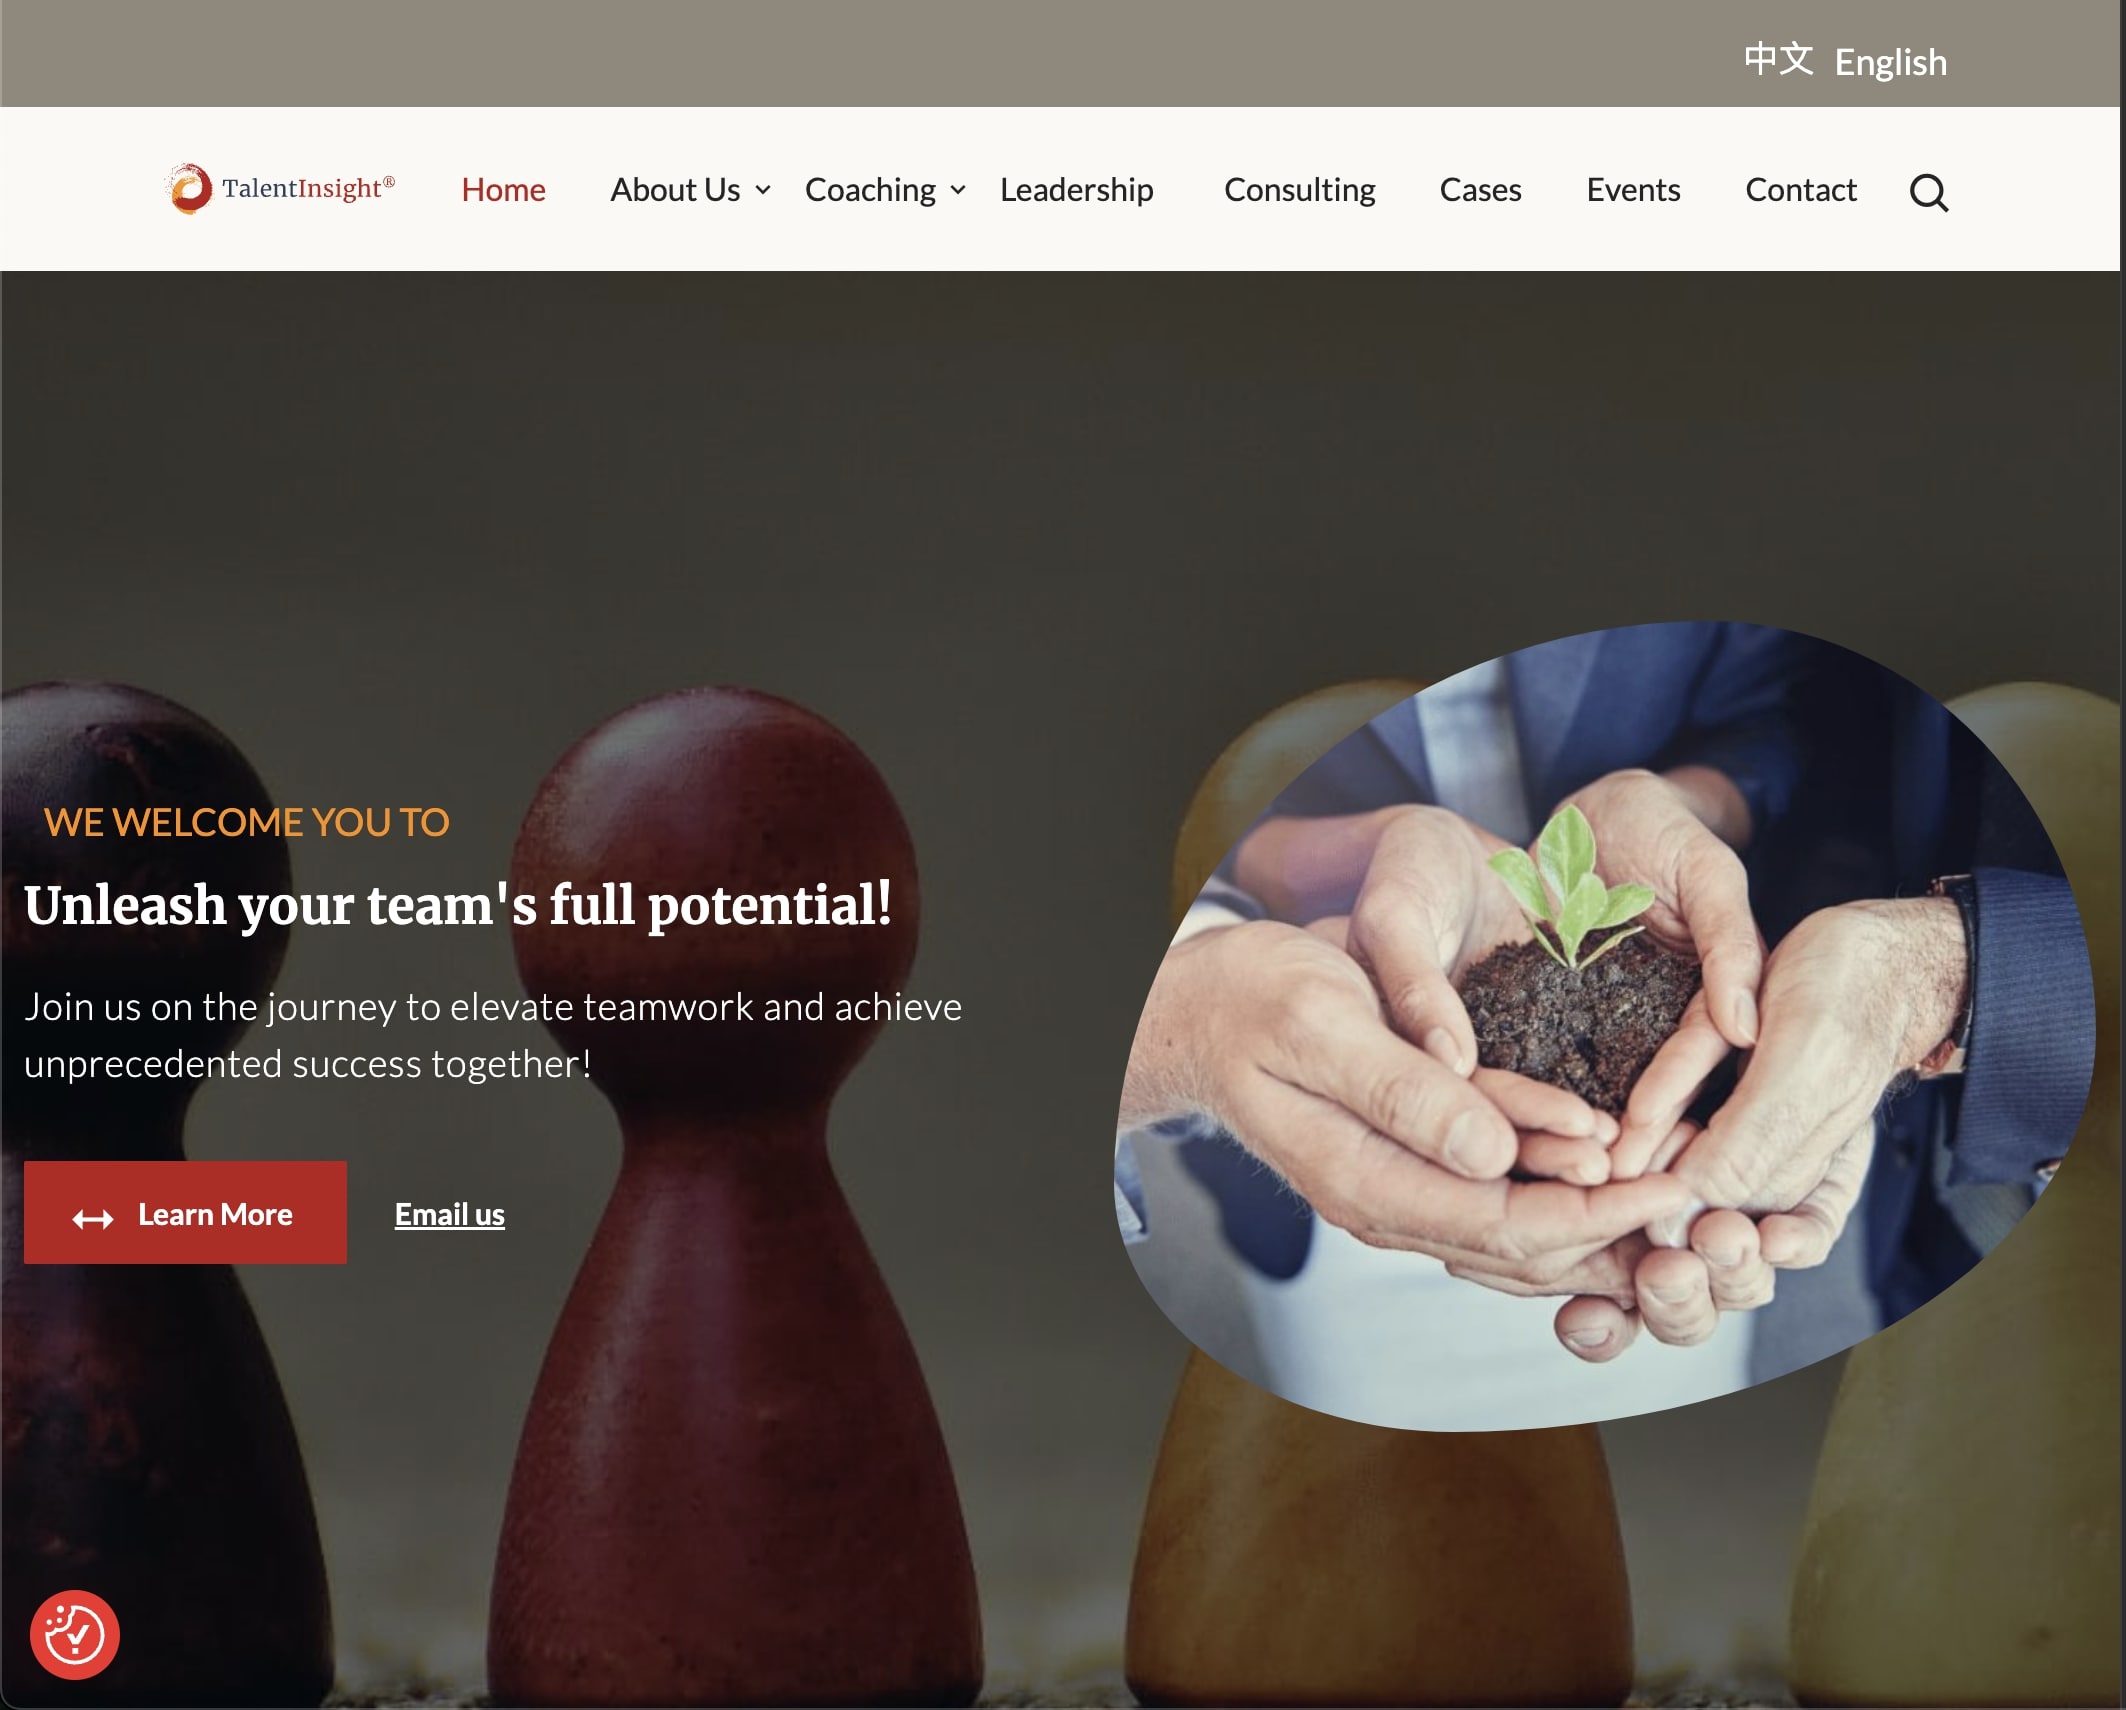 中文 English
TalentInsight® Home About Us Coaching Leadership Consulting Cases Events Contact
WE WELCOME YOU TO
Unleash your team's full potential!
Join us on the journey to elevate teamwork and achieve
unprecedented success together!
Learn More Email us